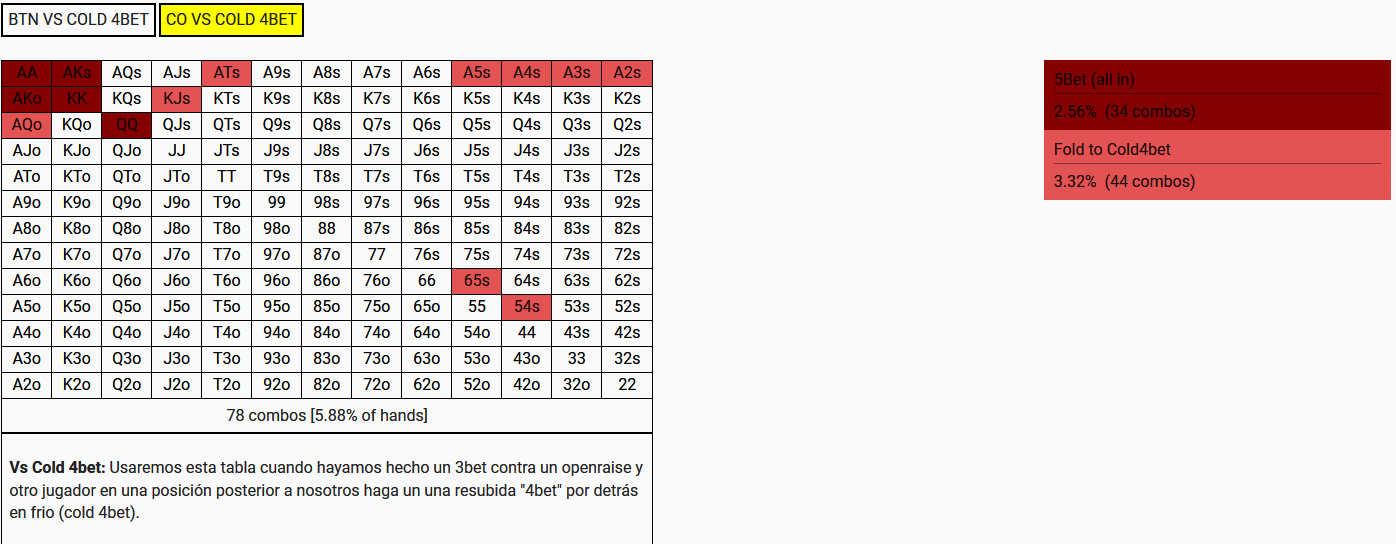 BTN VS COLD 4BET CO VS COLD 4BET
AA AKs AQs AJs ATs A9s A8s A7s A6s A5s A4s A3s A2s
AKo KK KQs KJs KTs K9s K8s K7s K6s K5s K4s K3s K2s
AQo KQo QQ QJs QTs Q9s Q8s Q7s Q6s Q5s Q4s Q3s Q2s
AJo KJo QJo JJ JTs J9s J8s J7s J6s J5s J4s J3s J2s
ATo KTo QTo JTo TT T9s T8s T7s T6s T5s T4s T3s T2s
A9o K9o Q9o J9o T9o 99 98s 97s 96s 95s 94s 93s 92s
A8o K8o Q8o J8o T8o 98o 88 87s 86s 85s 84s 83s 82s
A7o K7o Q7o J7o T7o 97o 87o 77 76s 75s 74s 73s 72s
A6o K6o Q6o J6o T6o 96o 86o 76o 66 65s 64s 63s 62s
A5o K5o Q5o J5o T5o 95o 85o 75o 65o 55 54s 53s 52s
A4o K4o Q4o J4o T4o 94o 84o 74o 64o 54o 44 43s 42s
A3o K3o Q3o J3o T3o 93o 83o 73o 63o 53o 43o 33 32s
A2o K2o Q2o J2o T2o 92o 82o 72o 62o 52o 42o 32o 22
78 combos [5.88% of hands]
Vs Cold 4bet: Usaremos esta tabla cuando hayamos hecho un 3bet contra un openraise y
otro jugador en una posición posterior a nosotros haga un una resubida "4bet" por detrás
en frio (cold 4bet).
5Bet (all in)
2.56% (34 combos)
Fold to Cold4bet
3.32% (44 combos)